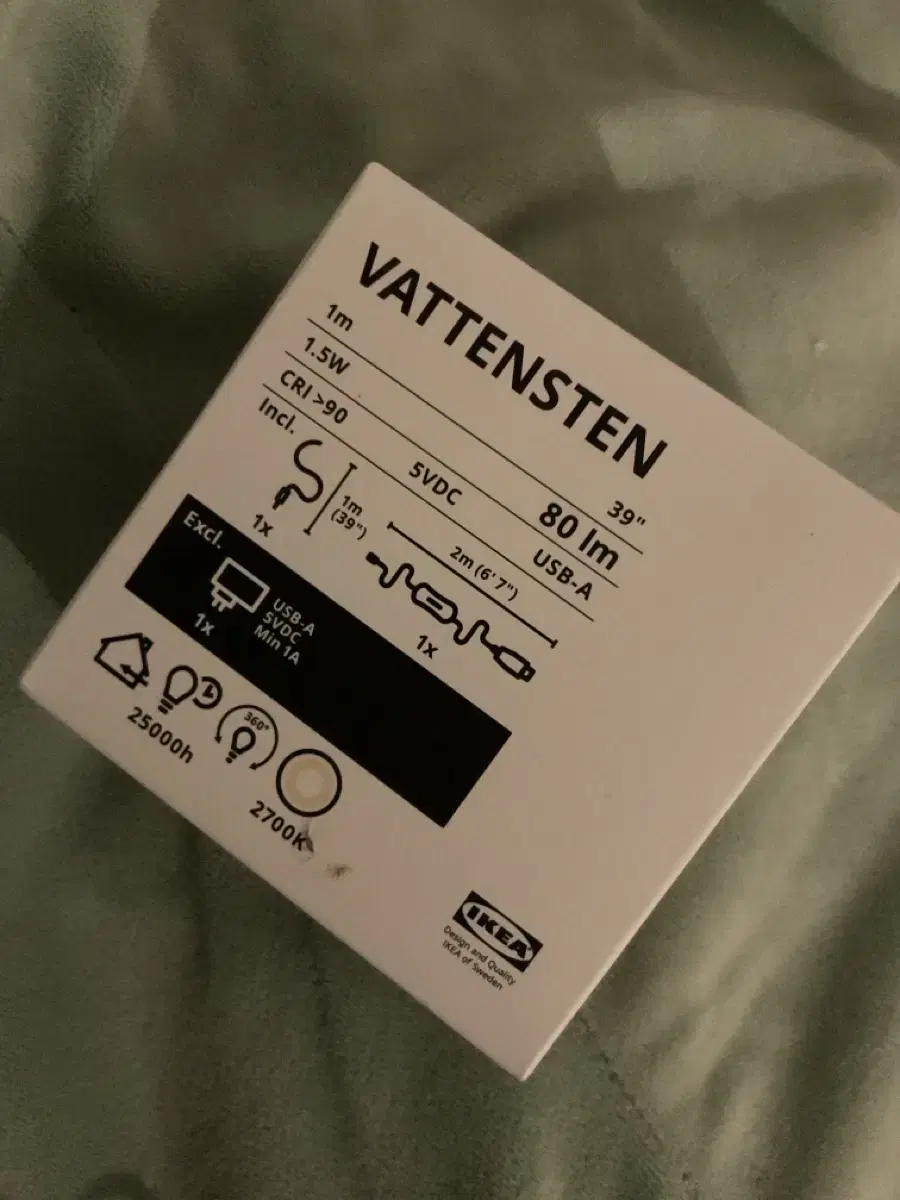 VATTENSTEN
1m 39"
1.5W 80 lm
CRI >90 5VDC USB-A
Incl.
1x
1m
(39")
2m (6' 7")
1x
Excl.
1x
USB-A
5VDC
Min 1A
25000h
360°
2700K
IKEA
Design and Quality
IKEA of Sweden